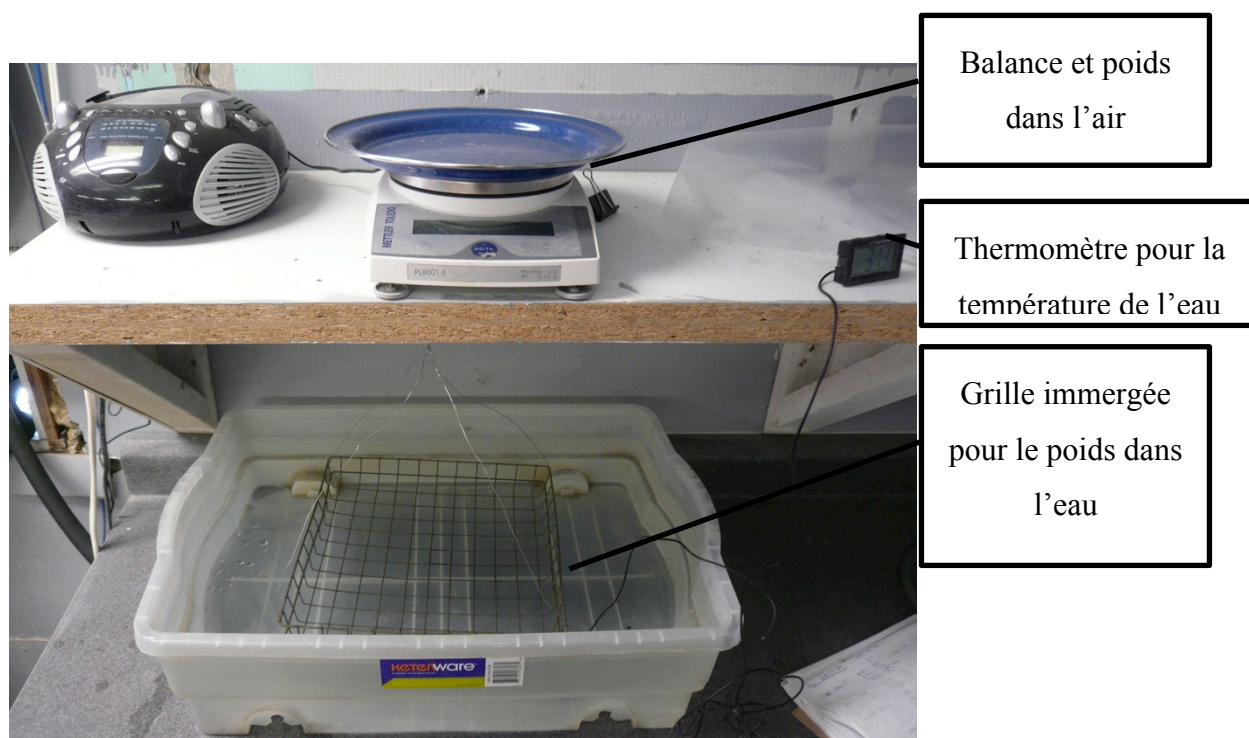 Balance et poids
dans l’air
Thermomètre pour la
température de l’eau
Grille immergée
pour le poids dans
l’eau
METTLER TOLEDO
PL8001-S
KETERware